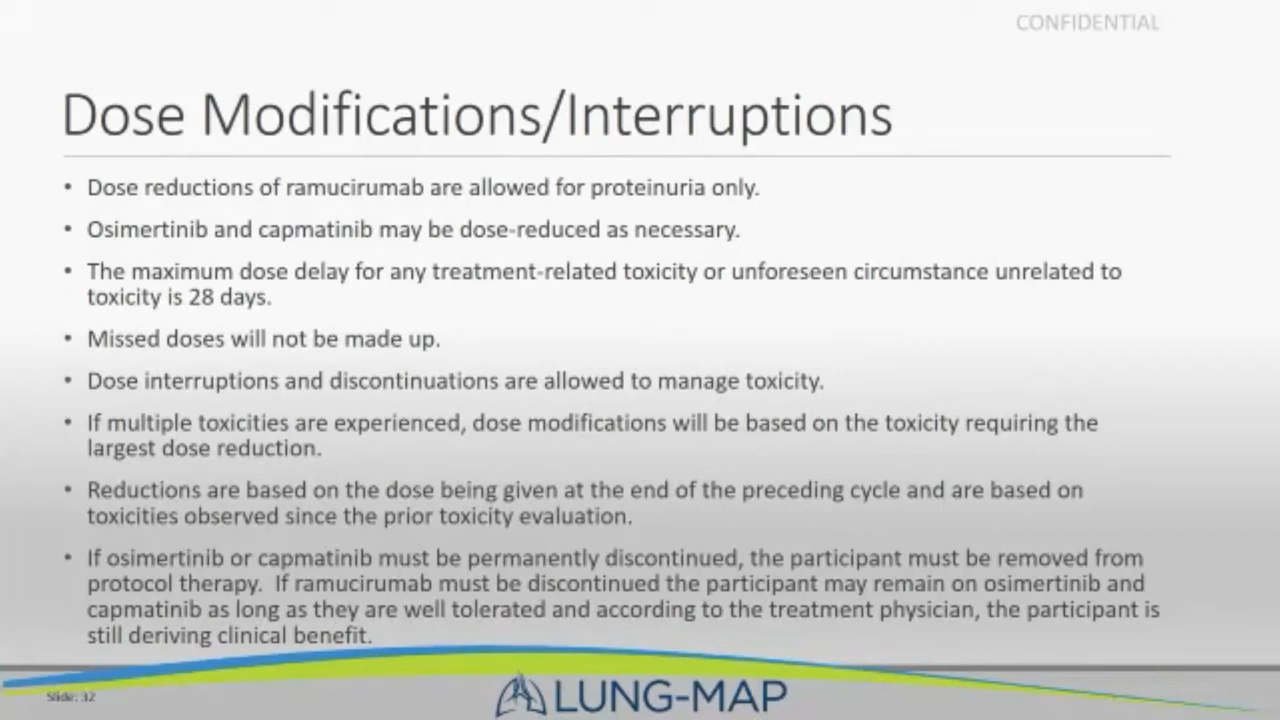 CONFIDENTIAL
Dose Modifications/Interruptions
• Dose reductions of ramucirumab are allowed for proteinuria only.
• Osimertinib and capmatinib may be dose-reduced as necessary.
• The maximum dose delay for any treatment-related toxicity or unforeseen circumstance unrelated to
toxicity is 28 days.
• Missed doses will not be made up.
• Dose interruptions and discontinuations are allowed to manage toxicity.
• If multiple toxicities are experienced, dose modifications will be based on the toxicity requiring the
largest dose reduction.
• Reductions are based on the dose being given at the end of the preceding cycle and are based on
toxicities observed since the prior toxicity evaluation.
• If osimertinib or capmatinib must be permanently discontinued, the participant must be removed from
protocol therapy.  If ramucirumab must be discontinued the participant may remain on osimertinib and
capmatinib as long as they are well tolerated and according to the treatment physician, the participant is
still deriving clinical benefit.
Slide: 32
LUNG-MAP